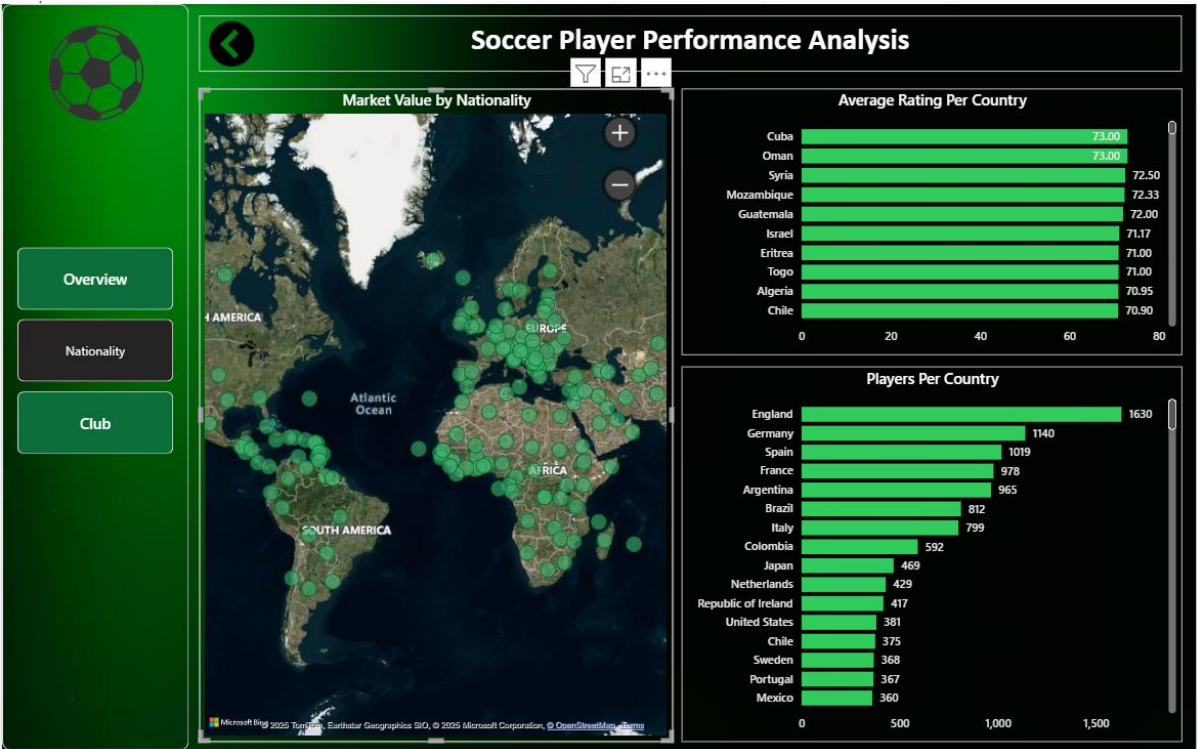 Soccer Player Performance Analysis
Overview
Nationality
Club
Market Value by Nationality
AMERICA
EUROPE
Atlantic
Ocean
AFRICA
SOUTH AMERICA
Microsoft Bing
© 2025 TomTom, Earthstar Geographics SIO, © 2025 Microsoft Corporation, © OpenStreetMap Terms
Average Rating Per Country
Cuba 73.00
Oman 73.00
Syria 72.50
Mozambique 72.33
Guatemala 72.00
Israel 71.17
Eritrea 71.00
Togo 71.00
Algeria 70.95
Chile 70.90
0 20 40 60 80
Players Per Country
England 1630
Germany 1140
Spain 1019
France 978
Argentina 965
Brazil 812
Italy 799
Colombia 592
Japan 469
Netherlands 429
Republic of Ireland 417
United States 381
Chile 375
Sweden 368
Portugal 367
Mexico 360
0 500 1,000 1,500